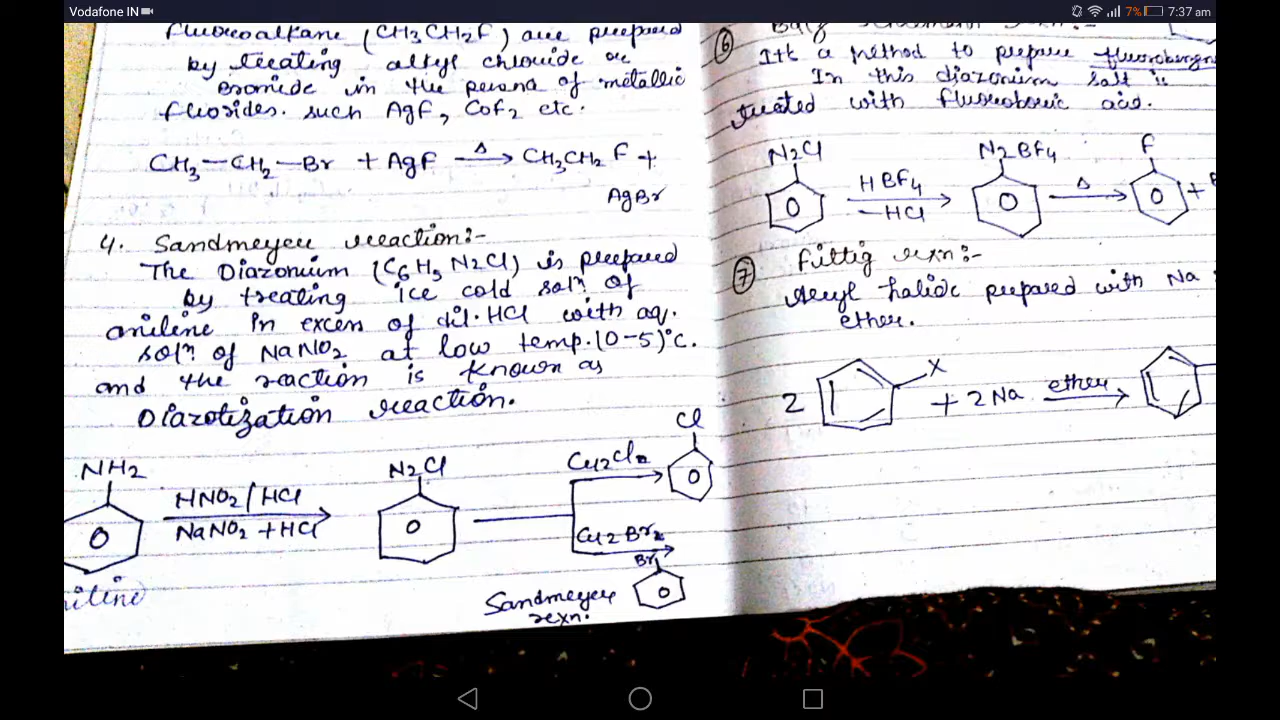 Vodafone IN
7% 7:37 am
fluoroalkane (CH3CH2F) are prepared
by treating alkyl chloride or
bromide in the of metallic
fluorides. such AgF, CoF2 etc.
CH3—CH2—Br + AgF Δ→ CH3CH2F +
AgBr
4. Sandmeyer reaction:-
The Diazonium (C6H5N2Cl) is prepared
by treating ice cold solⁿ of
aniline in excess of dil. HCl with aq.
solⁿ of NaNO2 at low temp. (0-5)°C.
and the reaction is known as
Diazotization reaction.
NH2
HNO2/HCl
NaNO2+HCl
N2Cl
Cu2Cl2
Cl
Cu2Br2
Br
Sandmeyer
rexn.
6
It a method to prepare
In this diazonium salt is
treated with fluoroboric acid.
N2Cl
HBF4
-HCl
N2BF4
Δ
F
+
7 fittig rexn:-
Aryl halide prepared with Na
ether.
2
X
+ 2Na
ether